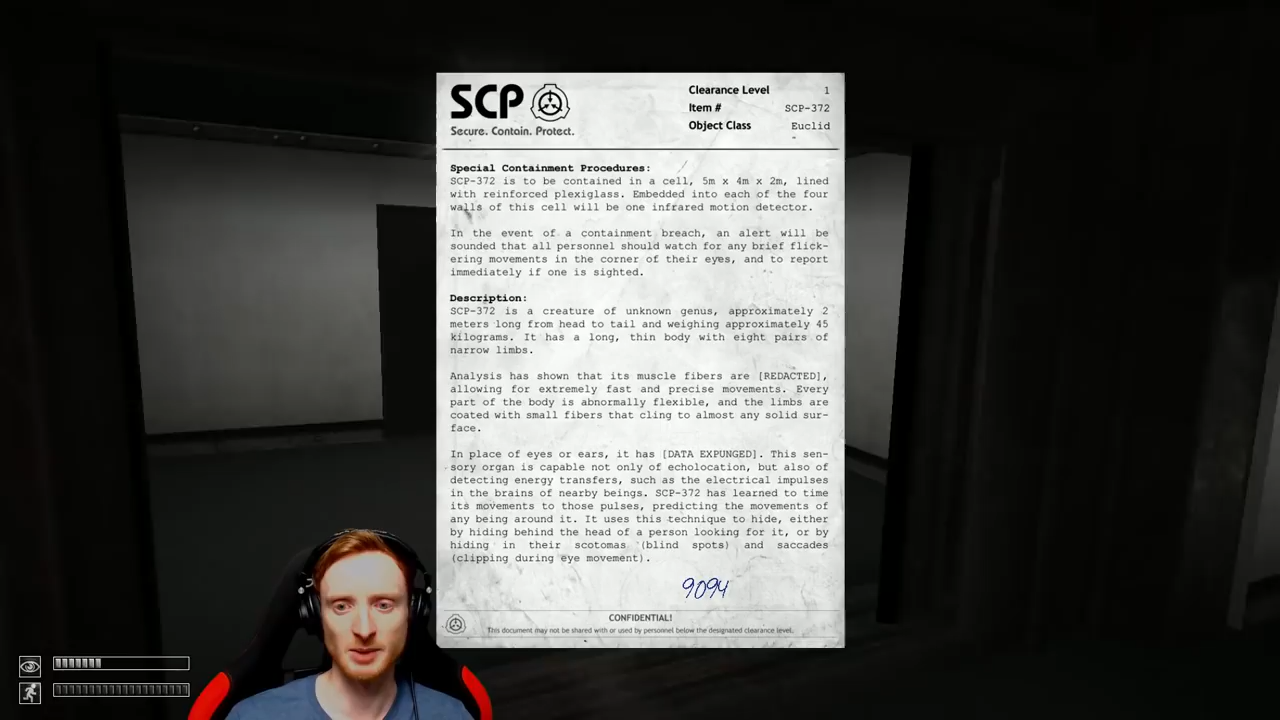 SCP
Secure. Contain. Protect.
Clearance Level 1
Item # SCP-372
Object Class Euclid
Special Containment Procedures:
SCP-372 is to be contained in a cell, 5m x 4m x 2m, lined
with reinforced plexiglass. Embedded into each of the four
walls of this cell will be one infrared motion detector.
In the event of a containment breach, an alert will be
sounded that all personnel should watch for any brief flick-
ering movements in the corner of their eyes, and to report
immediately if one is sighted.
Description:
SCP-372 is a creature of unknown genus, approximately 2
meters long from head to tail and weighing approximately 45
kilograms. It has a long, thin body with eight pairs of
narrow limbs.
Analysis has shown that its muscle fibers are [REDACTED],
allowing for extremely fast and precise movements. Every
part of the body is abnormally flexible, and the limbs are
coated with small fibers that cling to almost any solid sur-
face.
In place of eyes or ears, it has [DATA EXPUNGED]. This sen-
sory organ is capable not only of echolocation, but also of
detecting energy transfers, such as the electrical impulses
in the brains of nearby beings. SCP-372 has learned to time
its movements to those pulses, predicting the movements of
any being around it. It uses this technique to hide, either
by hiding behind the head of a person looking for it, or by
hiding in their scotomas (blind spots) and saccades
(clipping during eye movement).
9094
CONFIDENTIAL!
This document may not be shared with or used by personnel below the designated clearance level.